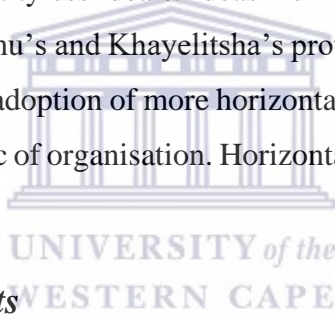 nu’s and Khayelitsha’s pro
adoption of more horizonta
c of organisation. Horizonta
UNIVERSITY of the
ts
WESTERN CAPE